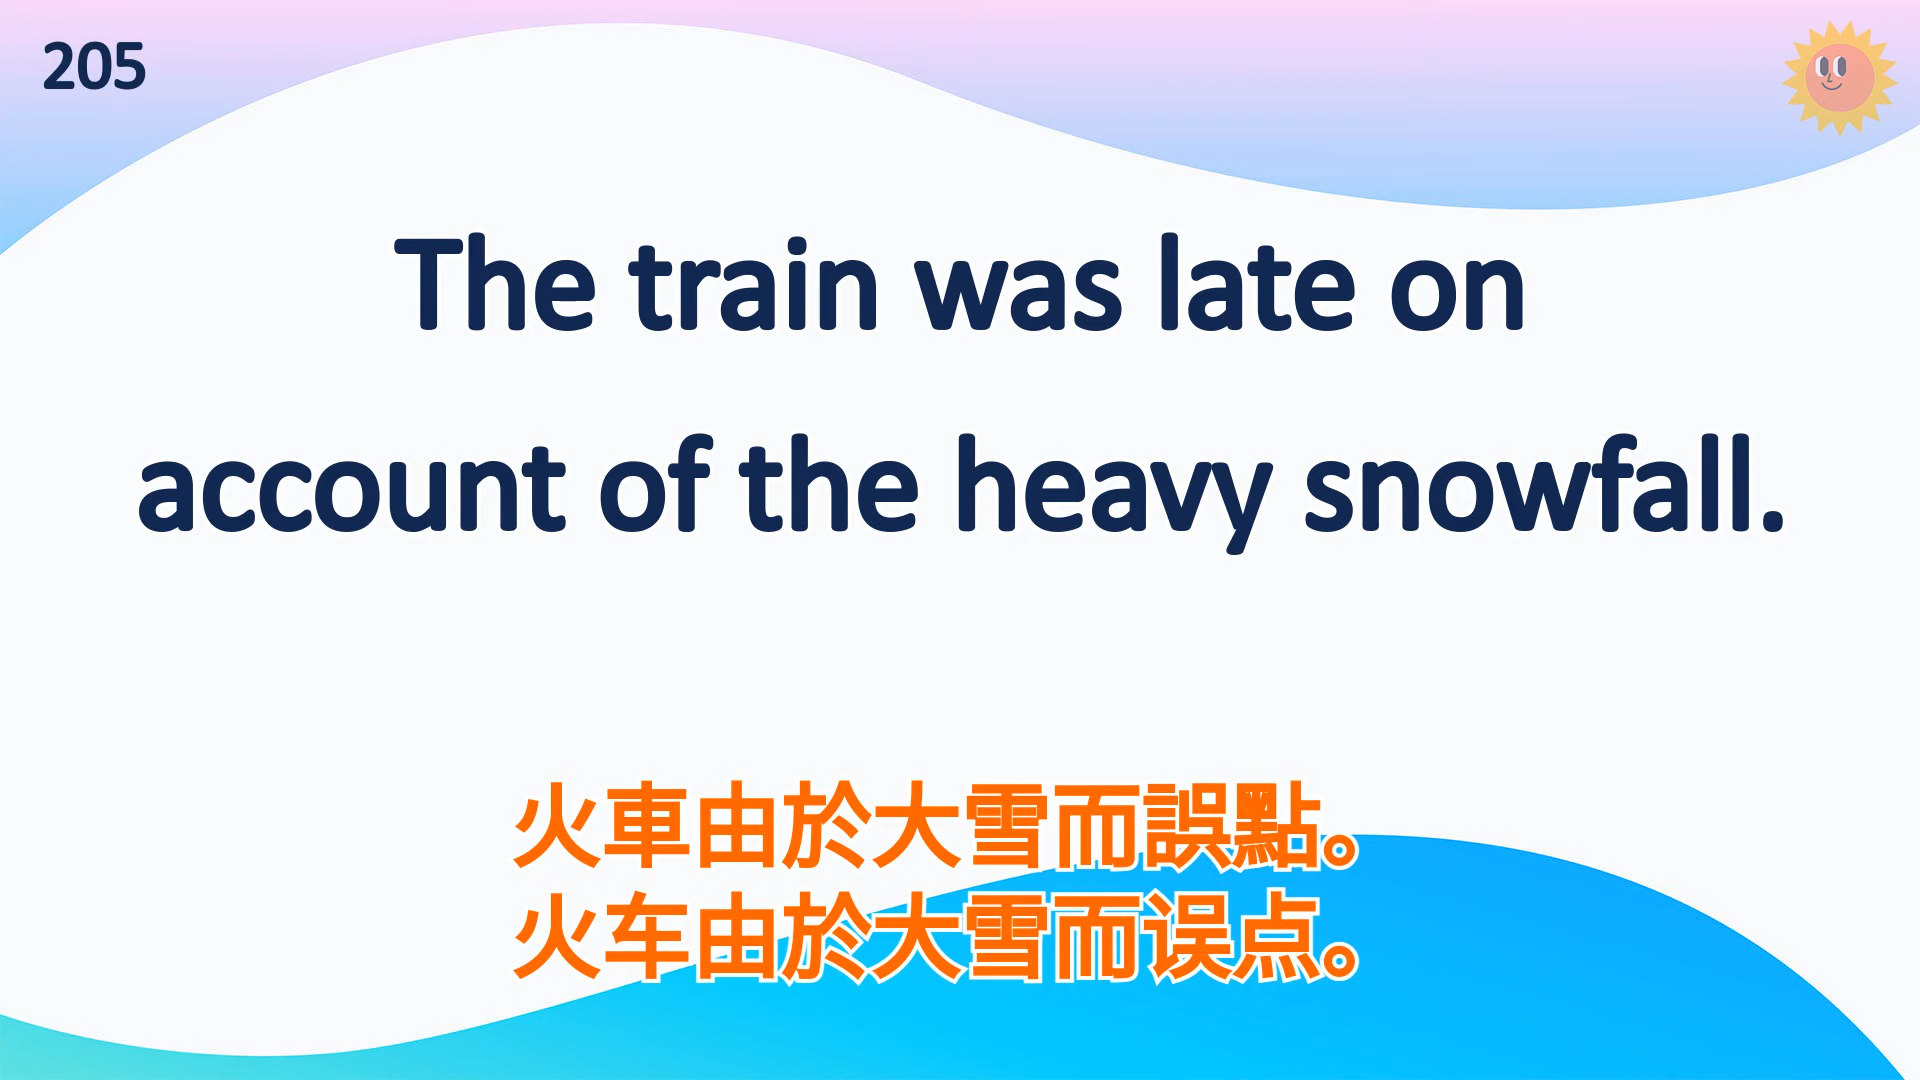 205
The train was late on
account of the heavy snowfall.
火車由於大雪而誤點。
火车由於大雪而误点。